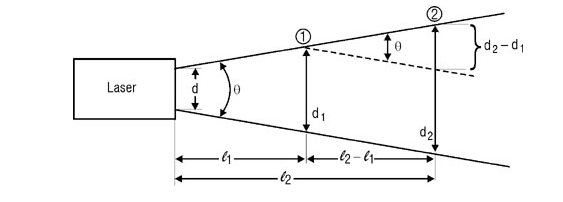 ②
①
θ
d₂–d₁
Laser
d
θ
d₁
d₂
ℓ₁
ℓ₂–ℓ₁
ℓ₂